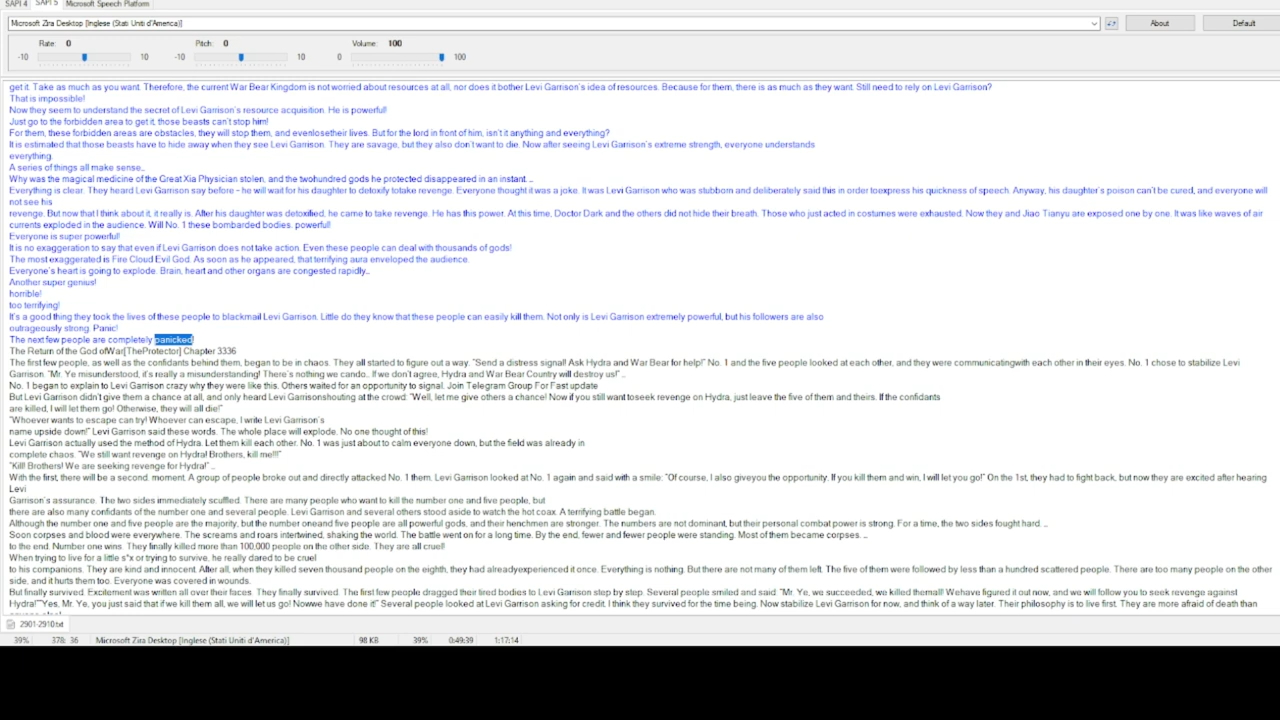 SAPI 4 SAPI 5 Microsoft Speech Platform
Microsoft Zira Desktop [Inglese (Stati Uniti d'America)] About Default
Rate: 0 Pitch: 0 Volume: 100
-10 10 -10 10 0 100
get it. Take as much as you want. Therefore, the current War Bear Kingdom is not worried about resources at all, nor does it bother Levi Garrison's idea of resources. Because for them, there is as much as they want. Still need to rely on Levi Garrison?
That is impossible!
Now they seem to understand the secret of Levi Garrison's resource acquisition. He is powerful!
Just go to the forbidden area to get it, those beasts can't stop him!
For them, these forbidden areas are obstacles, they will stop them, and evenlosetheir lives. But for the lord in front of him, isn't it anything and everything?
It is estimated that those beasts have to hide away when they see Levi Garrison. They are savage, but they also don't want to die. Now after seeing Levi Garrison's extreme strength, everyone understands
everything.
A series of things all make sense...
Why was the magical medicine of the Great Xia Physician stolen, and the twohundred gods he protected disappeared in an instant. ...
Everything is clear. They heard Levi Garrison say before - he will wait for his daughter to detoxify totake revenge. Everyone thought it was a joke. It was Levi Garrison who was stubborn and deliberately said this in order toexpress his quickness of speech. Anyway, his daughter's poison can't be cured, and everyone will
not see his
revenge. But now that I think about it, it really is. After his daughter was detoxified, he came to take revenge. He has this power. At this time, Doctor Dark and the others did not hide their breath. Those who just acted in costumes were exhausted. Now they and Jiao Tianyu are exposed one by one. It was like waves of air
currents exploded in the audience. Will No. 1 these bombarded bodies. powerful!
Everyone is super powerful!
It is no exaggeration to say that even if Levi Garrison does not take action. Even these people can deal with thousands of gods!
The most exaggerated is Fire Cloud Evil God. As soon as he appeared, that terrifying aura enveloped the audience.
Everyone's heart is going to explode. Brain, heart and other organs are congested rapidly...
Another super genius!
horrible!
too terrifying!
It's a good thing they took the lives of these people to blackmail Levi Garrison. Little do they know that these people can easily kill them. Not only is Levi Garrison extremely powerful, but his followers are also
outrageously strong. Panic!
The next few people are completely panicked!
The Return of the God ofWar[TheProtector] Chapter 3336
The first few people, as well as the confidants behind them, began to be in chaos. They all started to figure out a way. "Send a distress signal! Ask Hydra and War Bear for help!" No. 1 and the five people looked at each other, and they were communicatingwith each other in their eyes. No. 1 chose to stabilize Levi
Garrison. "Mr. Ye misunderstood, it's really a misunderstanding! There's nothing we cando.. If we don't agree, Hydra and War Bear Country will destroy us!" ..
No. 1 began to explain to Levi Garrison crazy why they were like this. Others waited for an opportunity to signal. Join Telegram Group For Fast update
But Levi Garrison didn't give them a chance at all, and only heard Levi Garrisonshouting at the crowd: "Well, let me give others a chance! Now if you still want toseek revenge on Hydra, just leave the five of them and theirs. If the confidants
are killed, I will let them go! Otherwise, they will all die!"
"Whoever wants to escape can try! Whoever can escape, I write Levi Garrison's
name upside down!" Levi Garrison said these words. The whole place will explode. No one thought of this!
Levi Garrison actually used the method of Hydra. Let them kill each other. No. 1 was just about to calm everyone down, but the field was already in
complete chaos. "We still want revenge on Hydra! Brothers, kill me!!!"
"Kill! Brothers! We are seeking revenge for Hydra!" ..
With the first, there will be a second. moment. A group of people broke out and directly attacked No. 1 them. Levi Garrison looked at No. 1 again and said with a smile: "Of course, I also giveyou the opportunity. If you kill them and win, I will let you go!" On the 1st, they had to fight back, but now they are excited after hearing
Levi
Garrison's assurance. The two sides immediately scuffled. There are many people who want to kill the number one and five people, but
there are also many confidants of the number one and several people. Levi Garrison and several others stood aside to watch the hot coax. A terrifying battle began.
Although the number one and five people are the majority, but the number oneand five people are all powerful gods, and their henchmen are stronger. The numbers are not dominant, but their personal combat power is strong. For a time, the two sides fought hard. ...
Soon corpses and blood were everywhere. The screams and roars intertwined, shaking the world. The battle went on for a long time. By the end, fewer and fewer people were standing. Most of them became corpses. ...
to the end. Number one wins. They finally killed more than 100,000 people on the other side. They are all cruel!
When trying to live for a little s*x or trying to survive, he really dared to be cruel
to his companions. They are kind and innocent. After all, when they killed seven thousand people on the eighth, they had alreadyexperienced it once. Everything is nothing. But there are not many of them left. The five of them were followed by less than a hundred scattered people. There are too many people on the other
side, and it hurts them too. Everyone was covered in wounds.
But finally survived. Excitement was written all over their faces. They finally survived. The first few people dragged their tired bodies to Levi Garrison step by step. Several people smiled and said: "Mr. Ye, we succeeded, we killed themall! Wehave figured it out now, and we will follow you to seek revenge against
Hydra!""Yes, Mr. Ye, you just said that if we kill them all, we will let us go! Nowwe have done it!" Several people looked at Levi Garrison asking for credit. I think they survived for the time being. Now stabilize Levi Garrison for now, and think of a way later. Their philosophy is to live first. They are more afraid of death than
2901-2910.txt
39% 378: 36 Microsoft Zira Desktop [Inglese (Stati Uniti d'America)] 98 KB 39% 0:49:39 1:17:14